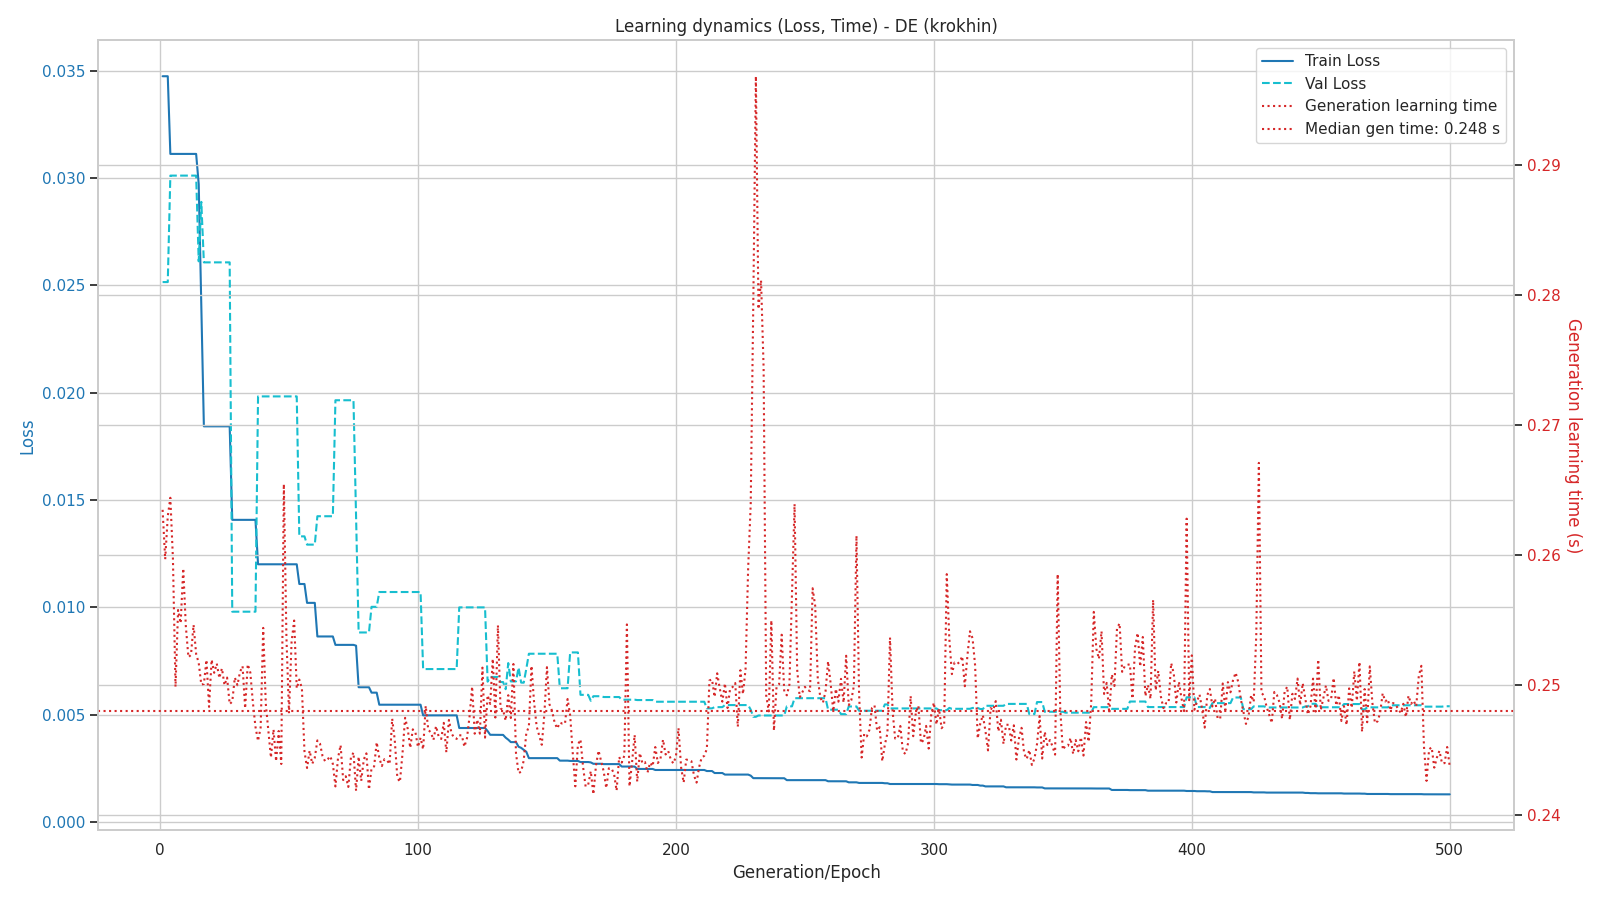 Learning dynamics (Loss, Time) - DE (krokhin)
Train Loss
Val Loss
Generation learning time
Median gen time: 0.248 s
Loss
0.035
0.030
0.025
0.020
0.015
0.010
0.005
0.000
0.29
0.28
0.27
0.26
0.25
0.24
Generation learning time (s)
0
100
200
300
400
500
Generation/Epoch